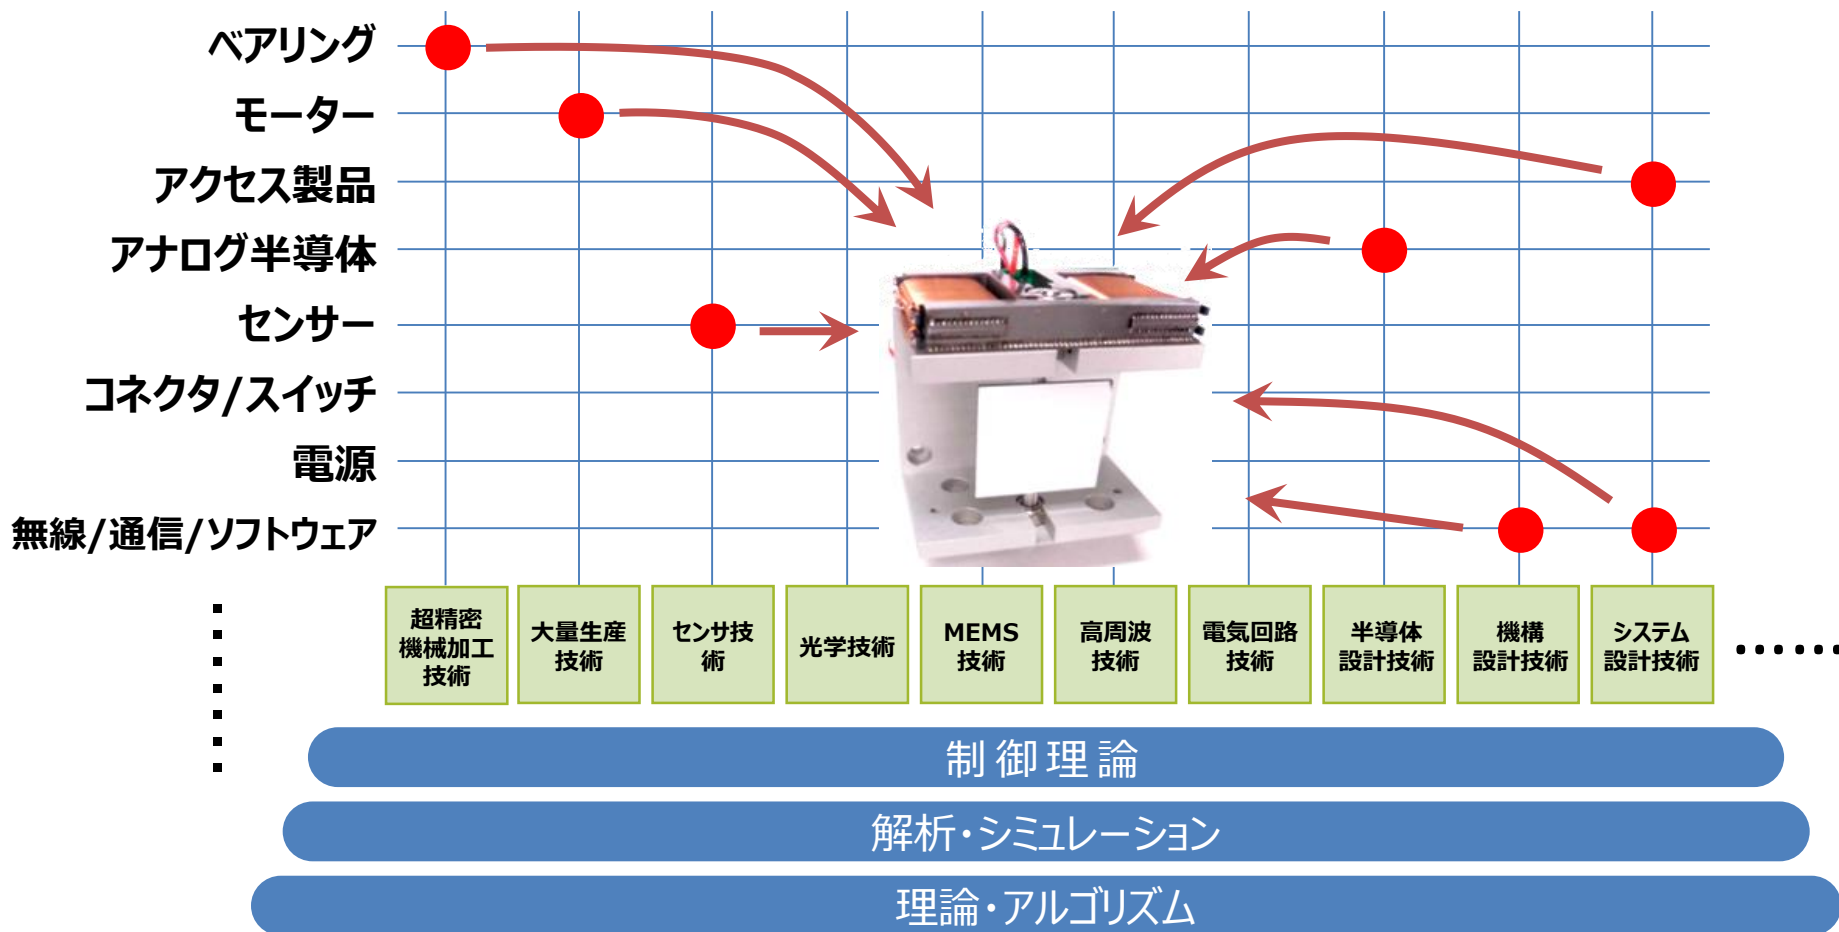 ベアリング
モーター
アクセス製品
アナログ半導体
センサー
コネクタ/スイッチ
電源
無線/通信/ソフトウェア
超精密
機械加工
技術
大量生産
技術
センサ技
術
光学技術
MEMS
技術
高周波
技術
電気回路
技術
半導体
設計技術
機構
設計技術
システム
設計技術
制御理論
解析・シミュレーション
理論・アルゴリズム